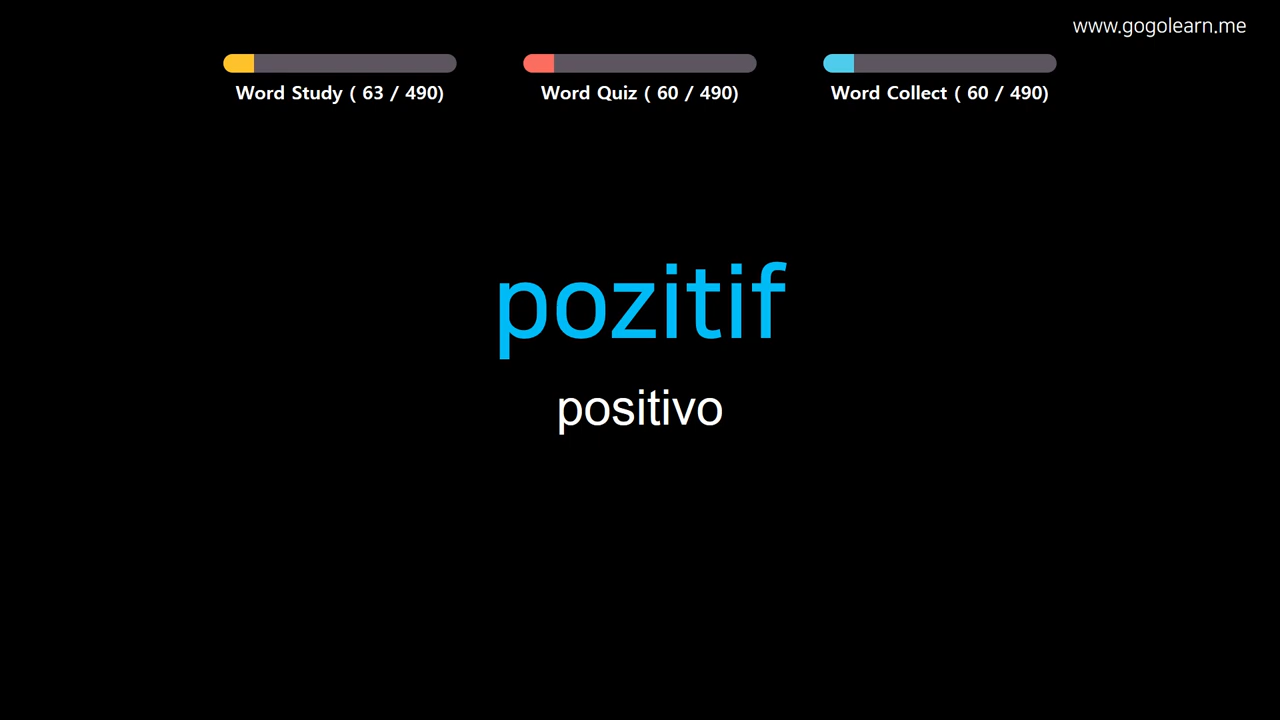 www.gogolearn.me
Word Study ( 63 / 490)
Word Quiz ( 60 / 490)
Word Collect ( 60 / 490)
pozitif
positivo